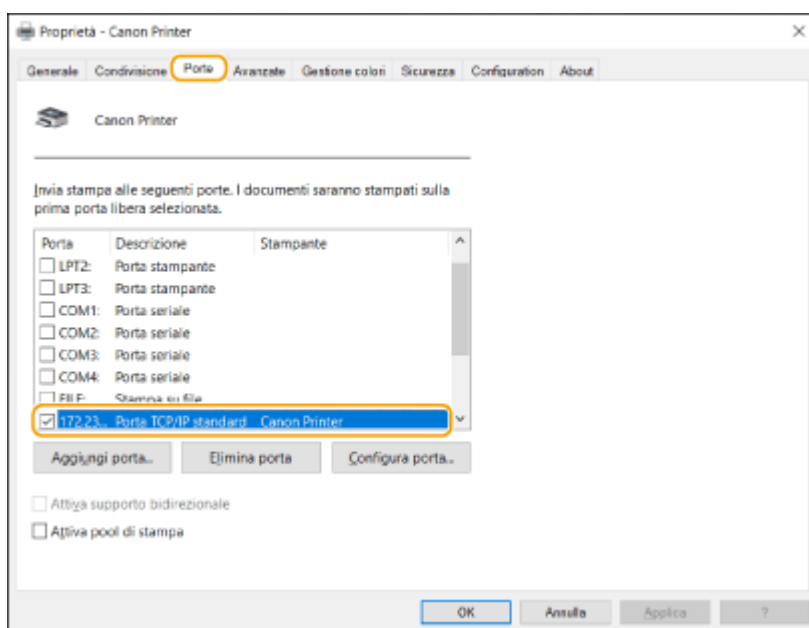 Proprietà - Canon Printer
Generale Condivisione Porte Avanzate Gestione colori Sicurezza Configuration About
Canon Printer
Invia stampa alle seguenti porte. I documenti saranno stampati sulla
prima porta libera selezionata.
Porta Descrizione Stampante
LPT2: Porta stampante
LPT3: Porta stampante
COM1: Porta seriale
COM2: Porta seriale
COM3: Porta seriale
COM4: Porta seriale
FILE: Stampa su file
172.23... Porta TCP/IP standard Canon Printer
Aggiungi porta... Elimina porta Configura porta...
Attiva supporto bidirezionale
Attiva pool di stampa
OK Annulla Applica ?